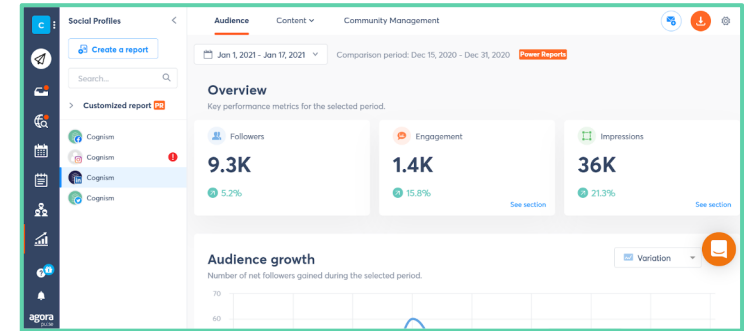 C
Social Profiles
Audience
Content
Community Management
Create a report
Jan 1, 2021 - Jan 17, 2021
Comparison period: Dec 15, 2020 - Dec 31, 2020
Power Reports
Search...
Customized report PR
Overview
Key performance metrics for the selected period.
Cognism
Cognism
Cognism
Cognism
Followers
9.3K
5.2%
Engagement
1.4K
15.8%
See section
Impressions
36K
21.3%
See section
Audience growth
Number of net followers gained during the selected period.
Variation
70
60
agora
pulse